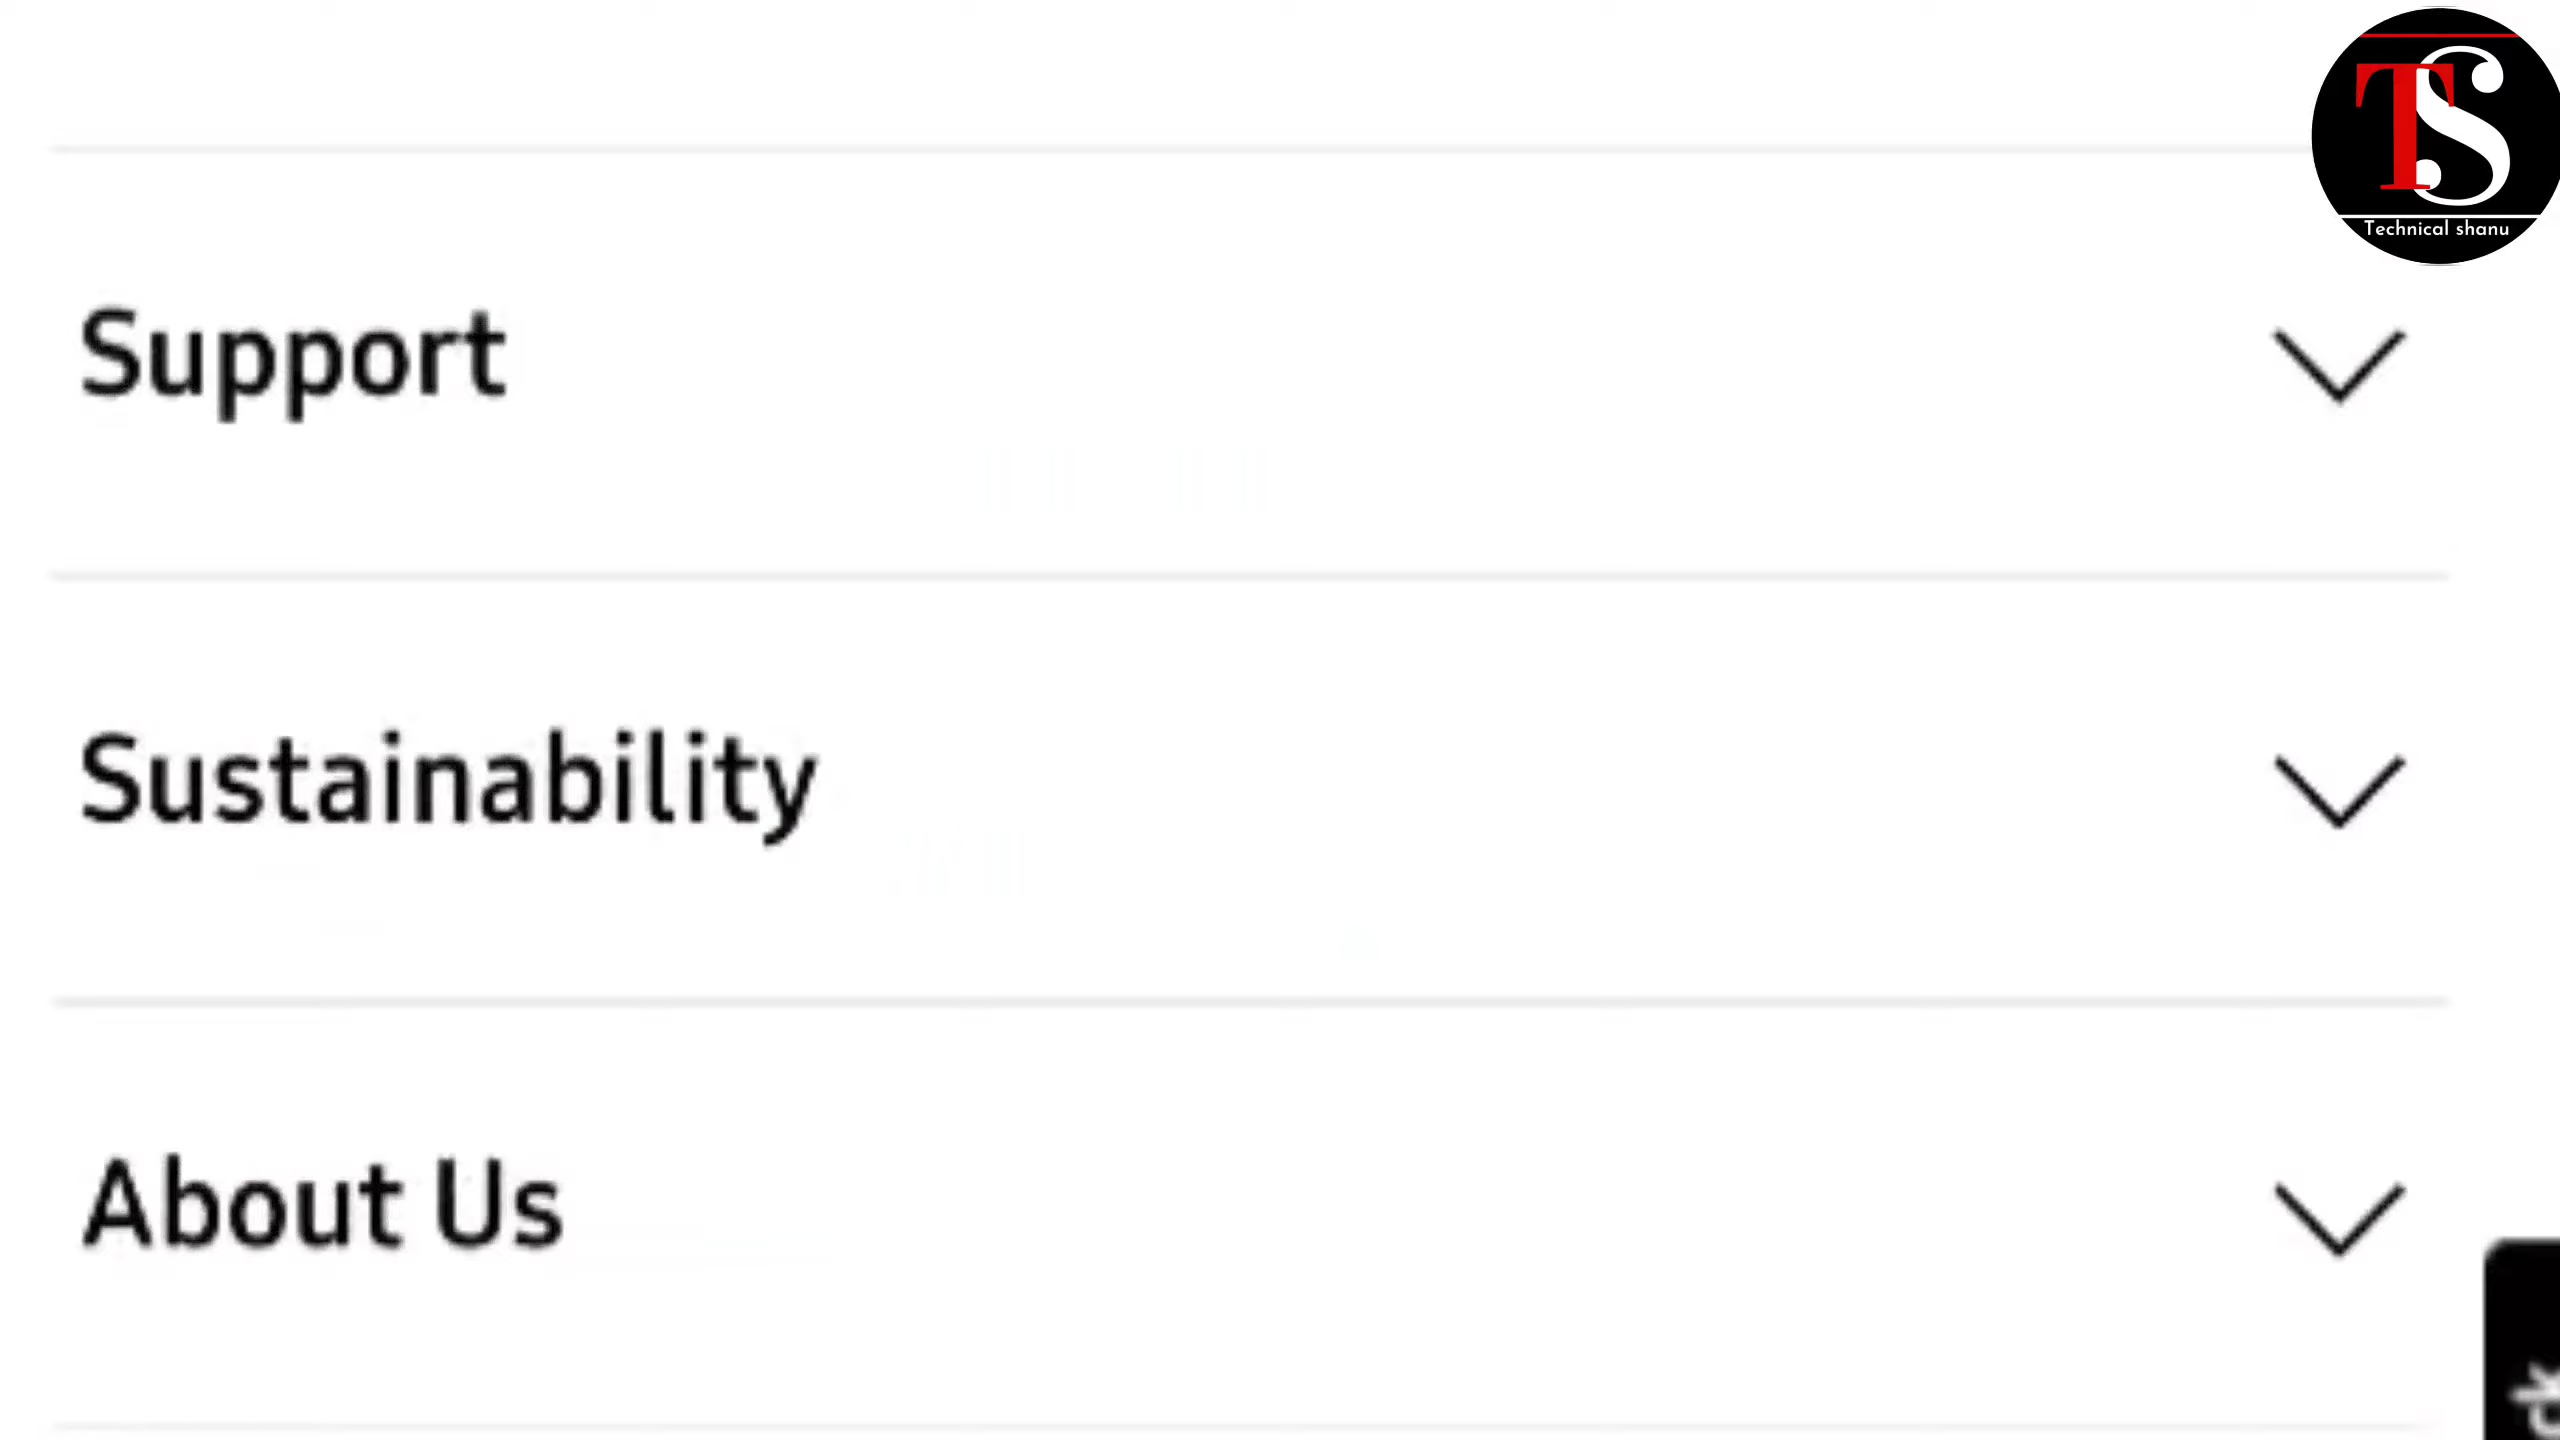 TS
Technical shanu
Support
Sustainability
About Us